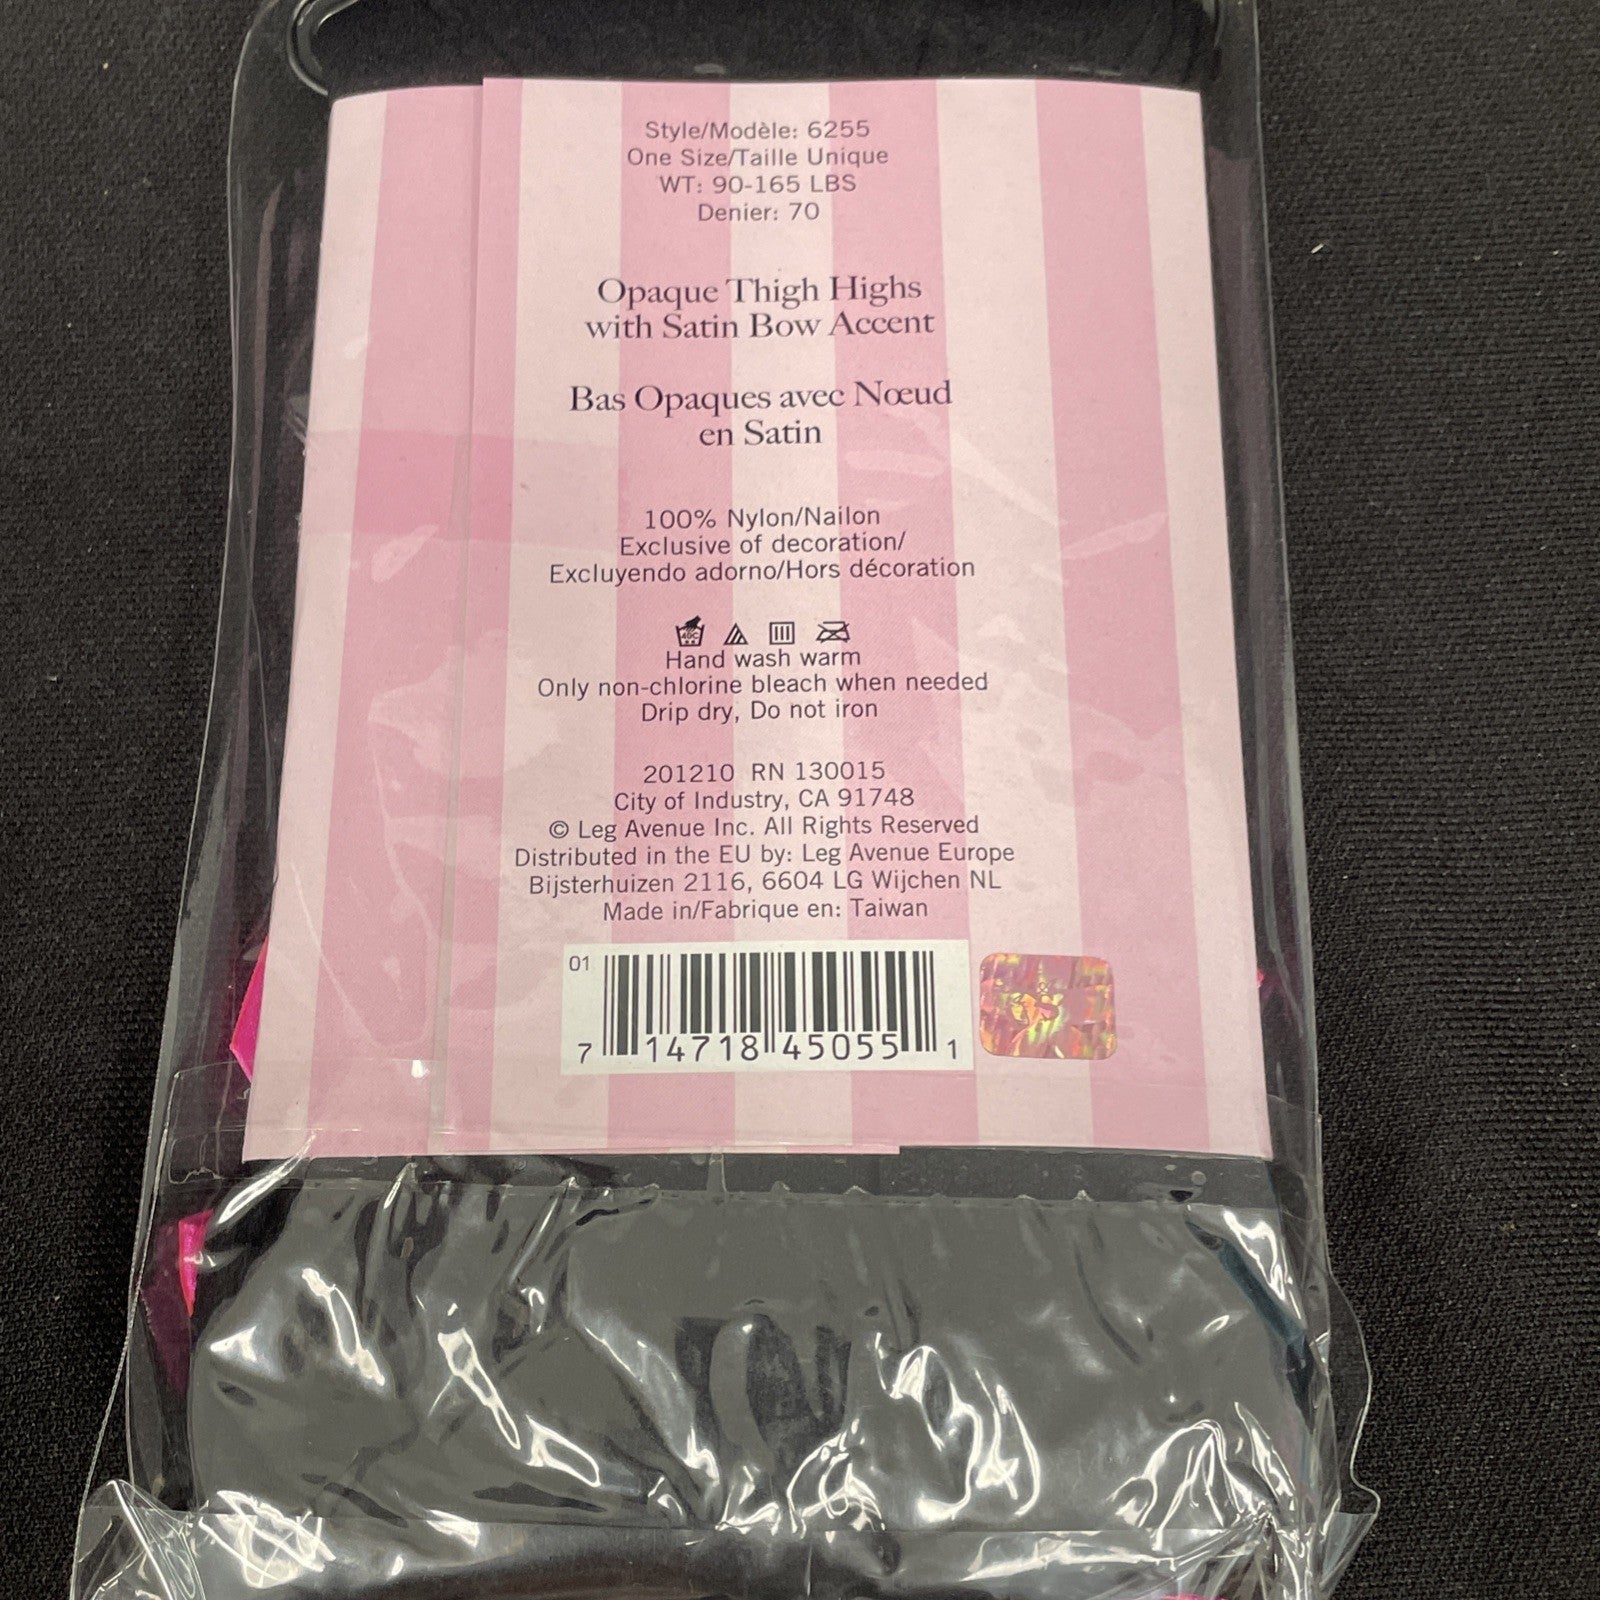 Style/Modèle: 6255
One Size/Taille Unique
WT: 90-165 LBS
Denier: 70
Opaque Thigh Highs
with Satin Bow Accent
Bas Opaques avec Nœud
en Satin
100% Nylon/Nailon
Exclusive of decoration/
Excluyendo adorno/Hors décoration
40C
Hand wash warm
Only non-chlorine bleach when needed
Drip dry, Do not iron
201210 RN 130015
City of Industry, CA 91748
© Leg Avenue Inc. All Rights Reserved
Distributed in the EU by: Leg Avenue Europe
Bijsterhuizen 2116, 6604 LG Wijchen NL
Made in/Fabrique en: Taiwan
01
7 14718 45055 1